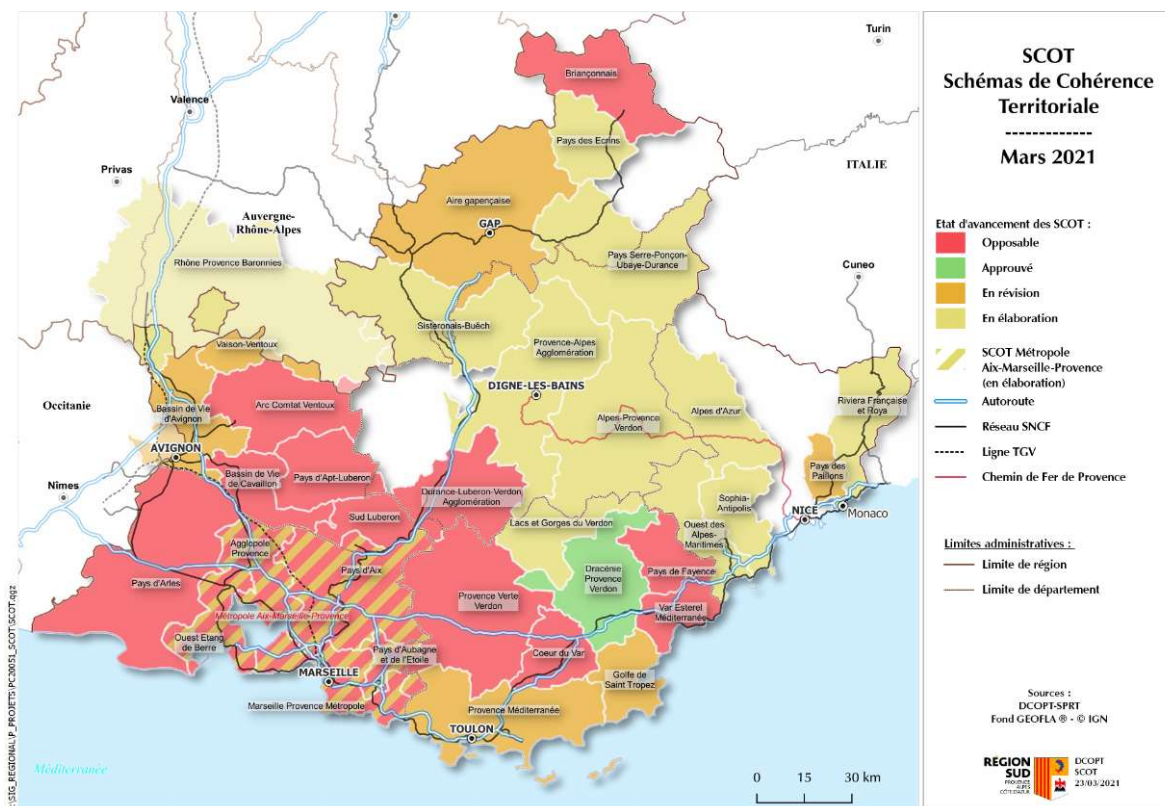 Turin
Briançonnais
Valence
Pays des Ecrins
Privas
ITALIE
Aire gapençaise
Auvergne-
Rhône-Alpes
GAP
Rhône Provence Baronnies
Pays Serre-Ponçon-
Ubaye-Durance
Cuneo
Sisteronais-Buëch
Vaison-Ventoux
Provence-Alpes
Agglomération
DIGNE-LES-BAINS
Occitanie
Bassin de Vie
d'Avignon
Arc Comtat Ventoux
Alpes-Provence
Verdon
Alpes d'Azur
Riviera Française
et Roya
AVIGNON
Bassin de Vie
de Cavaillon
Pays d'Apt-Luberon
Pays des
Paillons
Nîmes
Durance-Luberon-Verdon
Agglomération
Sophia-
Antipolis
Sud Luberon
Lacs et Gorges du Verdon
NICE
Monaco
Ouest des
Alpes-
Maritimes
Agglopole
Provence
Pays d'Aix
Dracénie
Provence
Verdon
Pays de Fayence
Pays d'Arles
Provence Verte
Verdon
Var Esterel
Méditerranée
Métropole Aix-Marseille-Provence
Ouest Etang
de Berre
Pays d'Aubagne
et de l'Etoile
Coeur du Var
MARSEILLE
Golfe de
Saint Tropez
Marseille Provence Métropole
Provence Méditerranée
TOULON
Méditerranée
0 15 30 km
SCOT
Schémas de Cohérence
Territoriale
-------------
Mars 2021
Etat d'avancement des SCOT :
Opposable
Approuvé
En révision
En élaboration
SCOT Métropole
Aix-Marseille-Provence
(en élaboration)
Autoroute
Réseau SNCF
Ligne TGV
Chemin de Fer de Provence
Limites administratives :
Limite de région
Limite de département
Sources :
DCOPT-SPRT
Fond GEOFLA ® - © IGN
RÉGION
SUD
PROVENCE
ALPES
CÔTE D'AZUR
DCOPT
SCOT
23/03/2021